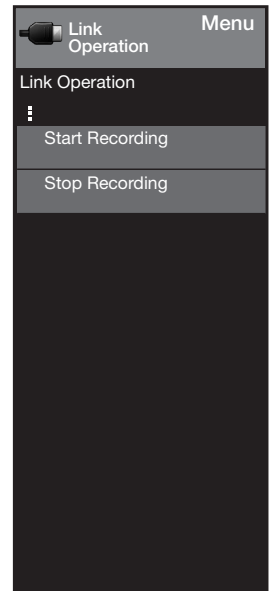 Link
Operation
Menu
Link Operation
Start Recording
Stop Recording